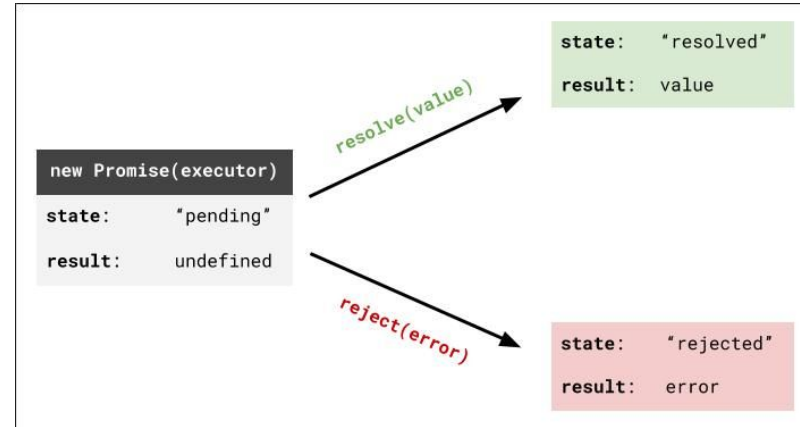 state: “resolved”
result: value
resolve(value)
new Promise(executor)
state: “pending”
result: undefined
reject(error)
state: “rejected”
result: error